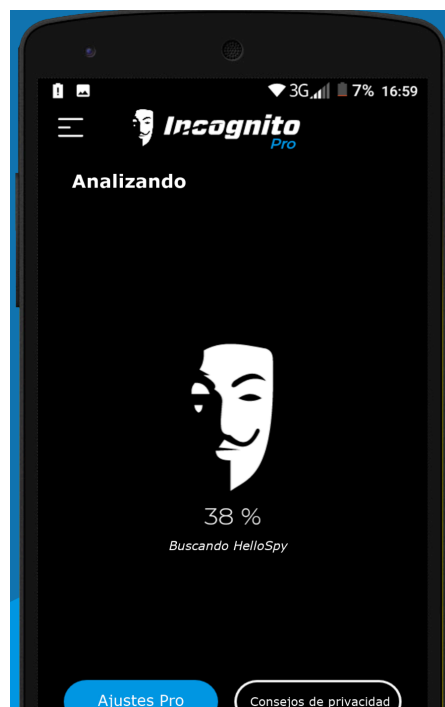 3G 7% 16:59
Incognito
Pro
Analizando
38 %
Buscando HelloSpy
Ajustes Pro
Consejos de privacidad